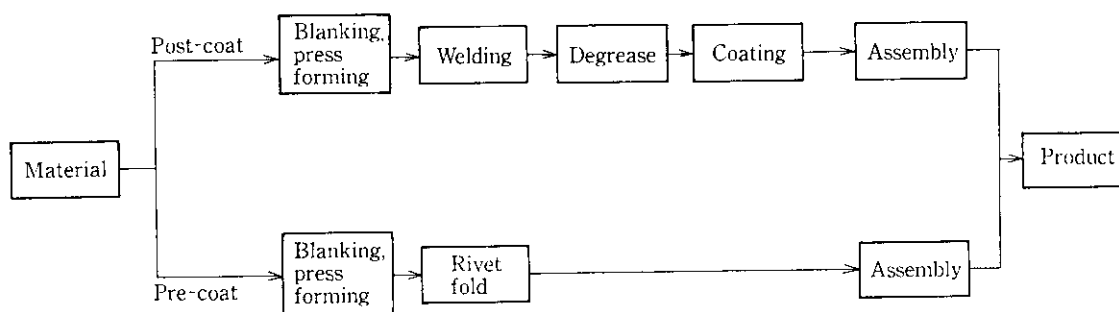 Post-coat
Blanking,
press
forming
Welding
Degrease
Coating
Assembly
Material
Product
Pre-coat
Blanking,
press
forming
Rivet
fold
Assembly